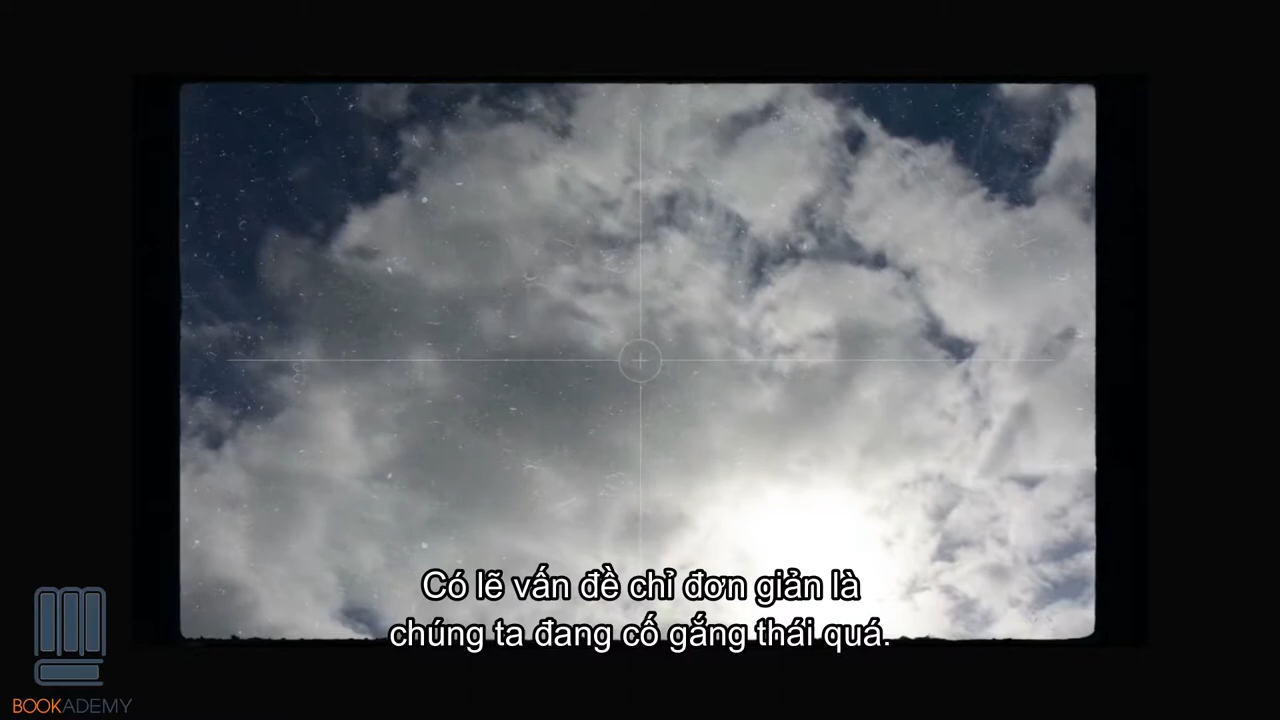 Có lẽ vấn đề chỉ đơn giản là
chúng ta đang cố gắng thái quá.
BOOKADEMY